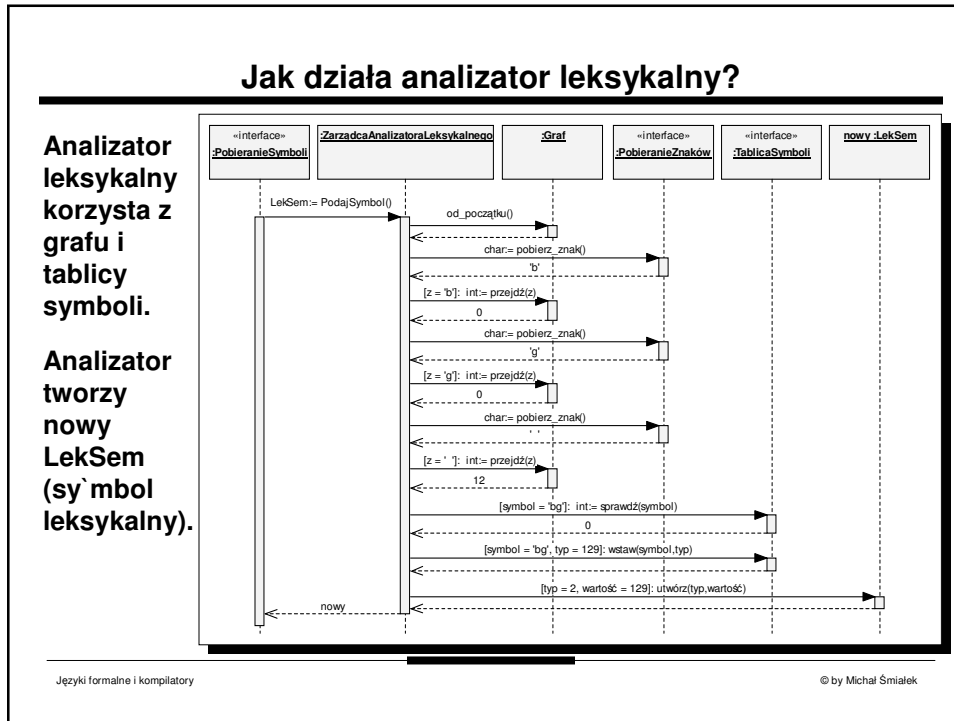 Jak działa analizator leksykalny?
Analizator
leksykalny
korzysta z
grafu i
tablicy
symboli.
Analizator
tworzy
nowy
LekSem
(sy`mbol
leksykalny).
«interface»
:PobieranieSymboli
:ZarządcaAnalizatoraLeksykalnego
:Graf
«interface»
:PobieranieZnaków
«interface»
:TablicaSymboli
nowy :LekSem
LekSem:= PodajSymbol()
od_początku()
char:= pobierz_znak()
'b'
[z = 'b']: int:= przejdź(z)
0
char:= pobierz_znak()
'g'
[z = 'g']: int:= przejdź(z)
0
char:= pobierz_znak()
' '
[z = ' ']: int:= przejdź(z)
12
[symbol = 'bg']: int:= sprawdź(symbol)
0
[symbol = 'bg', typ = 129]: wstaw(symbol,typ)
[typ = 2, wartość = 129]: utwórz(typ,wartość)
nowy
Języki formalne i kompilatory
© by Michał Śmiałek